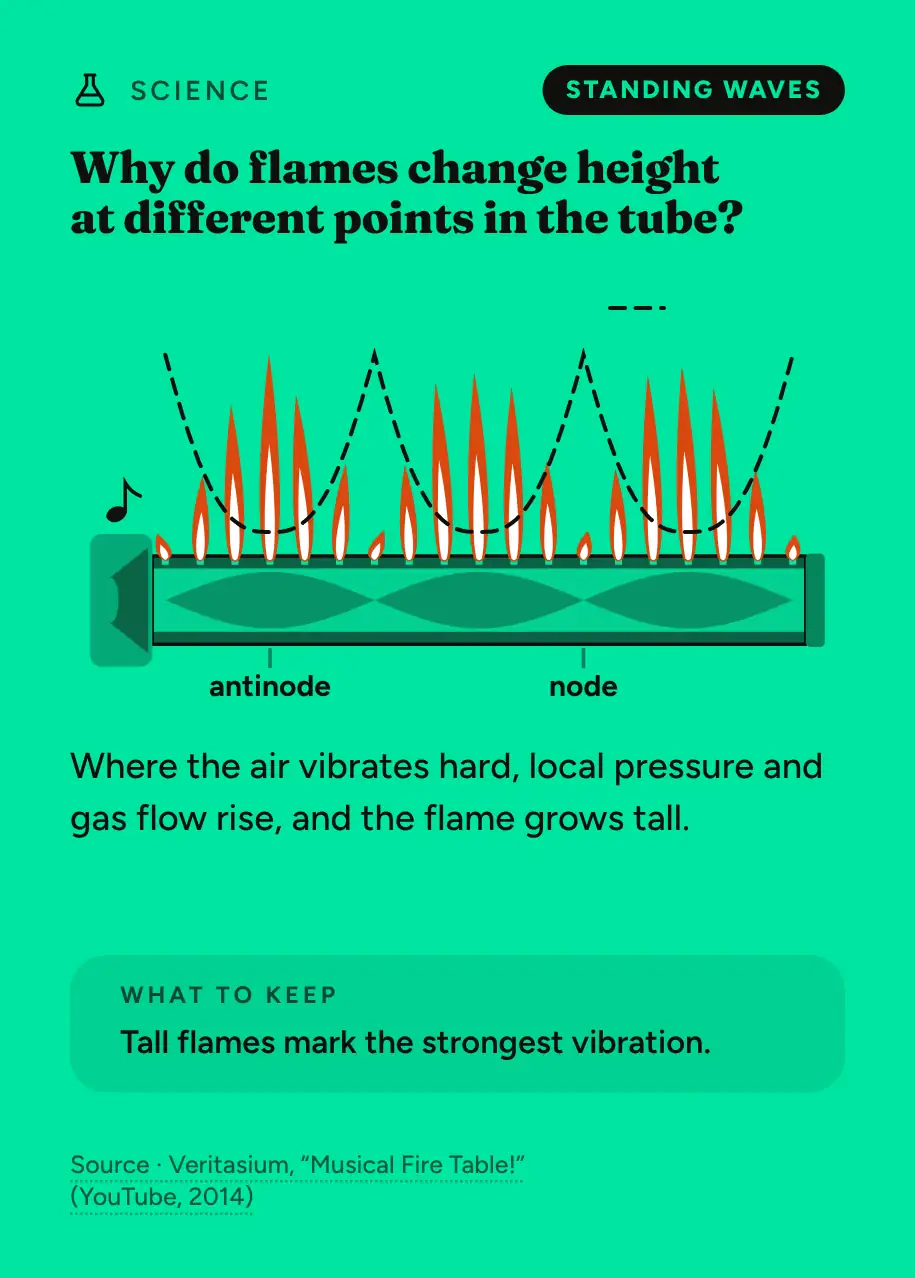 SCIENCE
STANDING WAVES
Why do flames change height
at different points in the tube?
antinode
node
Where the air vibrates hard, local pressure and
gas flow rise, and the flame grows tall.
WHAT TO KEEP
Tall flames mark the strongest vibration.
Source · Veritasium, “Musical Fire Table!”
(YouTube, 2014)